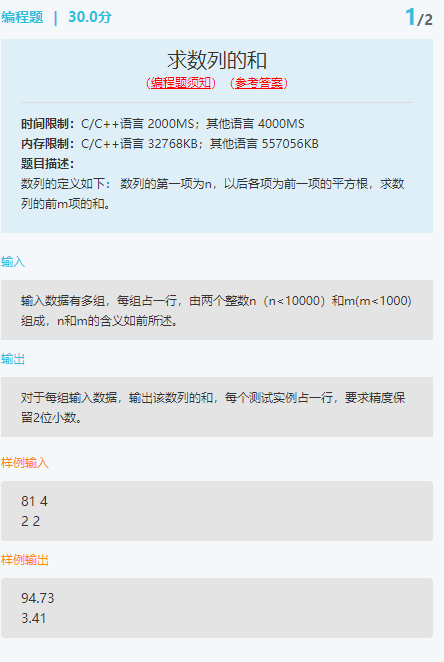 编程题 | 30.0分 1/2
求数列的和
（编程题须知）（参考答案）
时间限制：C/C++语言 2000MS；其他语言 4000MS
内存限制：C/C++语言 32768KB；其他语言 557056KB
题目描述：
数列的定义如下： 数列的第一项为n，以后各项为前一项的平方根，求数
列的前m项的和。
输入
输入数据有多组，每组占一行，由两个整数n（n<10000）和m(m<1000)
组成，n和m的含义如前所述。
输出
对于每组输入数据，输出该数列的和，每个测试实例占一行，要求精度保
留2位小数。
样例输入
81 4
2 2
样例输出
94.73
3.41